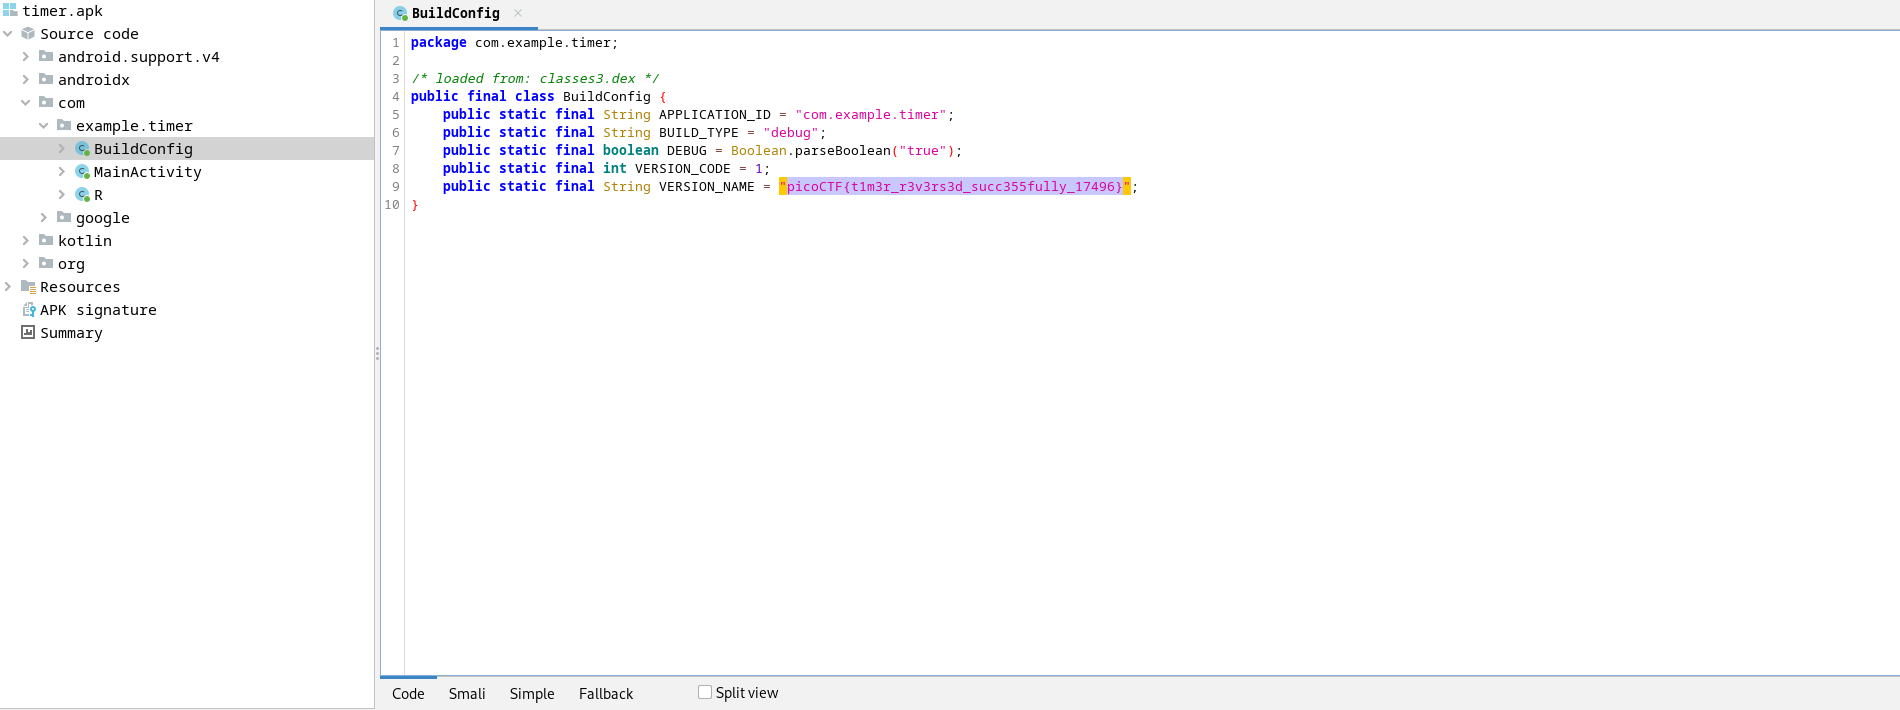 timer.apk
Source code
android.support.v4
androidx
com
example.timer
BuildConfig
MainActivity
R
google
kotlin
org
Resources
APK signature
Summary
BuildConfig ×
1 package com.example.timer;
2
3 /* loaded from: classes3.dex */
4 public final class BuildConfig {
5 public static final String APPLICATION_ID = "com.example.timer";
6 public static final String BUILD_TYPE = "debug";
7 public static final boolean DEBUG = Boolean.parseBoolean("true");
8 public static final int VERSION_CODE = 1;
9 public static final String VERSION_NAME = "picoCTF{t1m3r_r3v3rs3d_succ355fully_17496}";
10 }
Code Smali Simple Fallback Split view